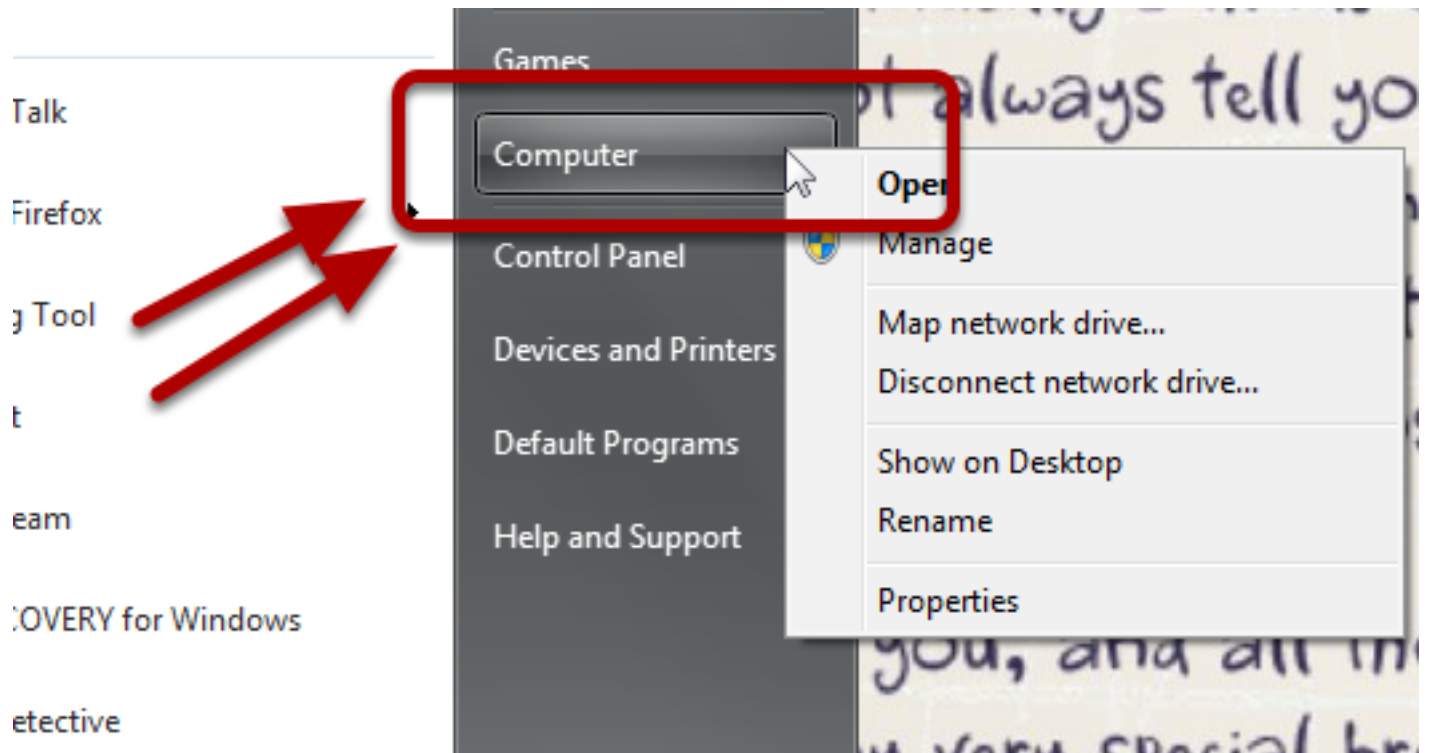 Talk
Firefox
g Tool
t
eam
COVERY for Windows
etective
Games
Computer
Control Panel
Devices and Printers
Default Programs
Help and Support
Open
Manage
Map network drive...
Disconnect network drive...
Show on Desktop
Rename
Properties
always tell yo
you, and all
very special